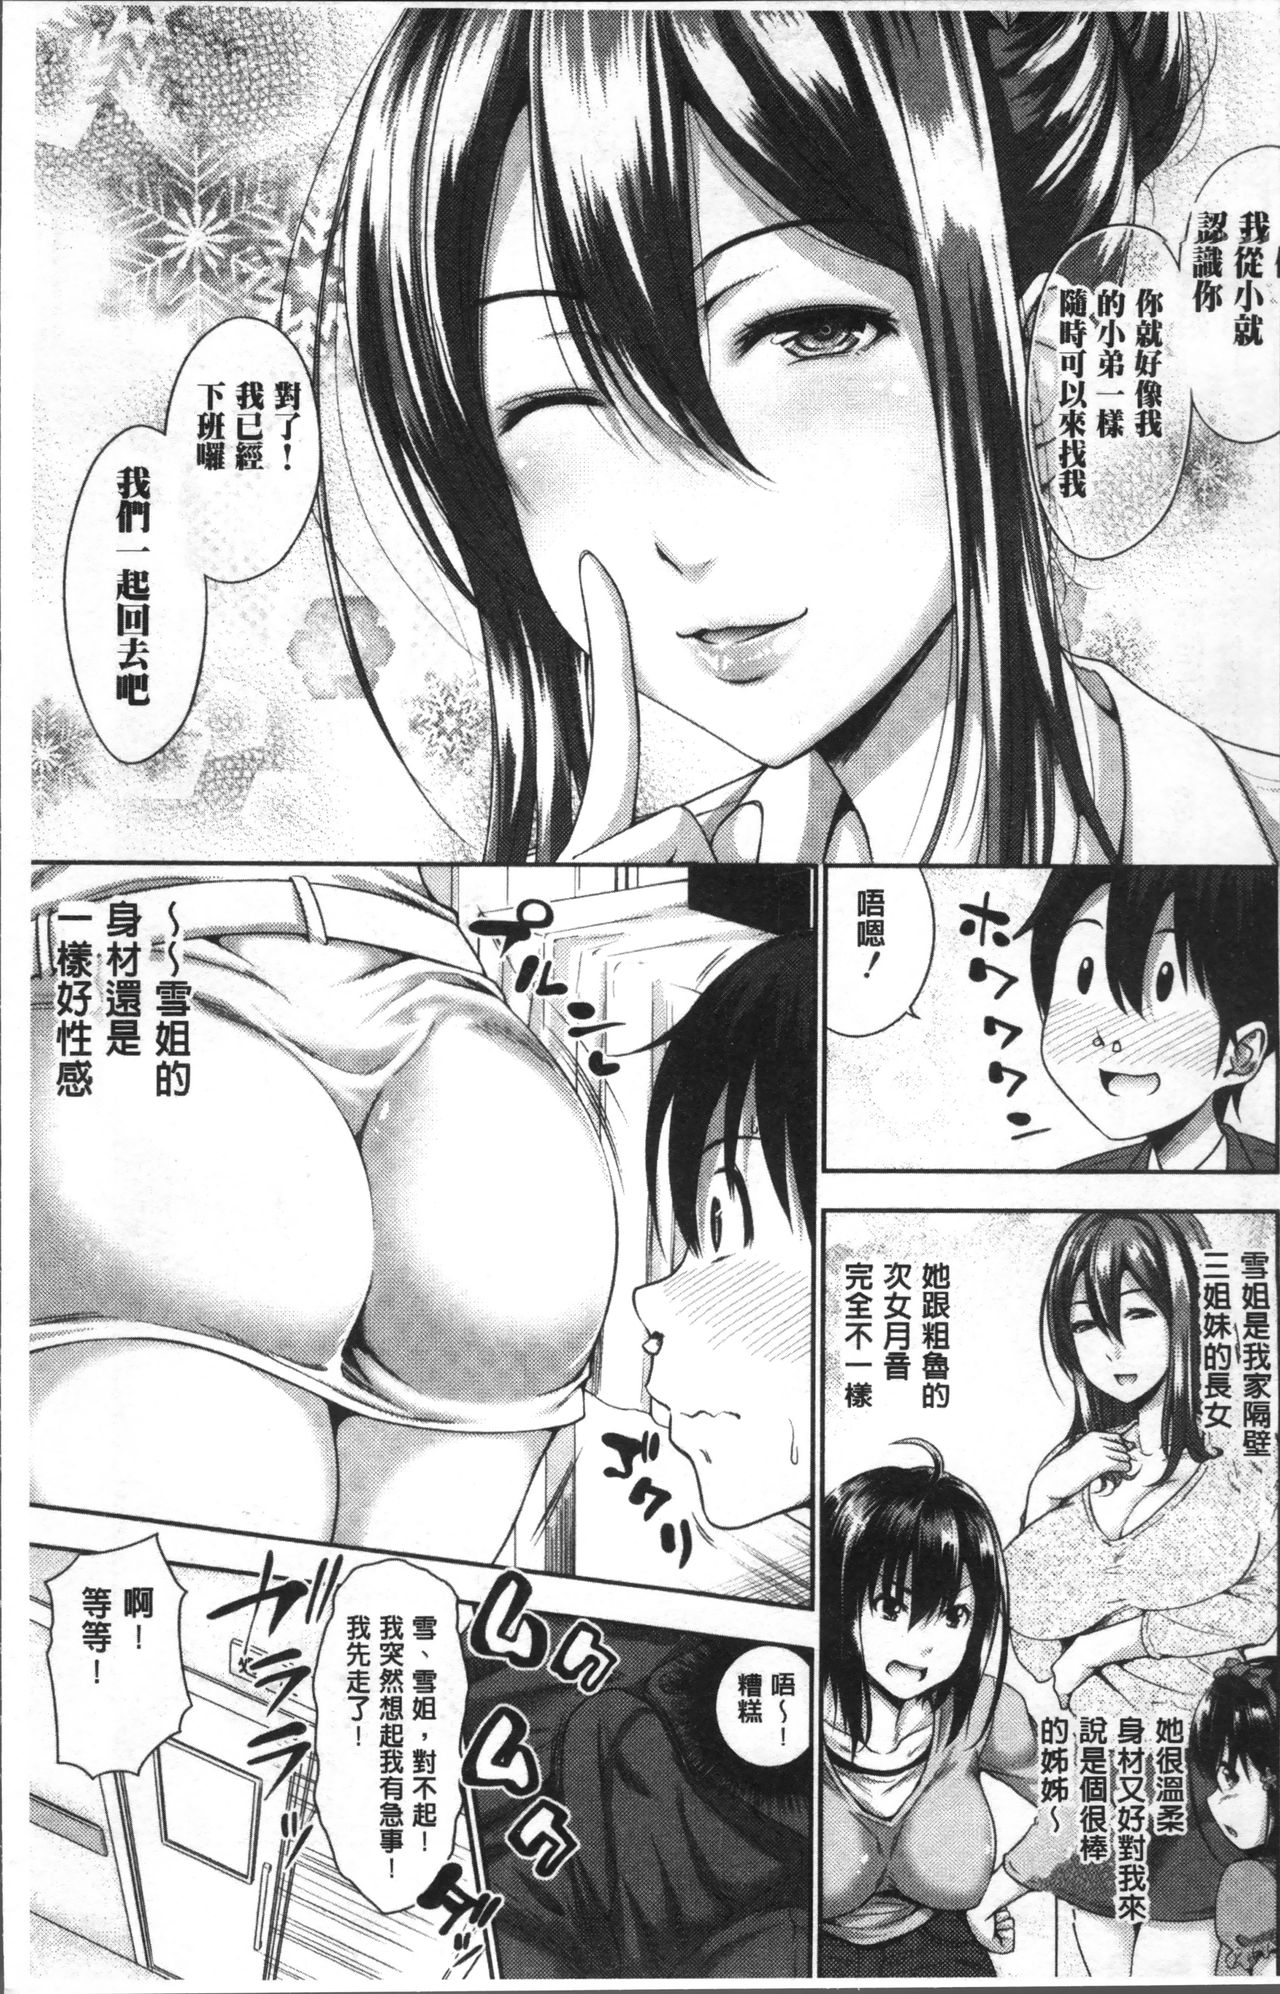 我從小就
認識你
你就好像我
的小弟一樣
隨時可以來找我
對了！
我已經
下班囉
我們一起回去吧
唔嗯！
ホワワワン
～～雪姐的
身材還是
一樣好性感
プルニン
ゴクリ
雪姐是我家隔壁
三姐妹的長女
她跟粗魯的
次女月音
完全不一樣
她很溫柔
身材又好對我來
說是個很棒
的姊姊～
唔～！
糟糕
ムク
ムク
雪、雪姐，對不起！
我突然想起我有急事！
我先走了！
ガラララ
ダダ
啊！
等等！